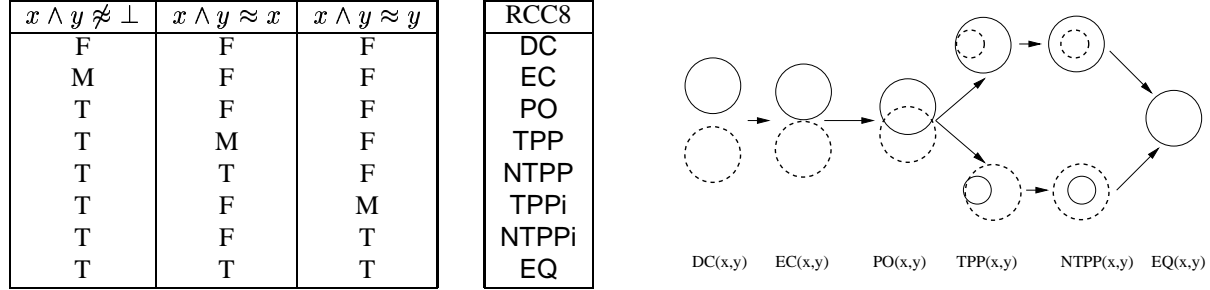 x ∧ y ≉ ⊥ x ∧ y ≈ x x ∧ y ≈ y RCC8
F F F DC
M F F EC
T F F PO
T M F TPP
T T F NTPP
T F M TPPi
T F T NTPPi
T T T EQ
DC(x,y) EC(x,y) PO(x,y) TPP(x,y) NTPP(x,y) EQ(x,y)